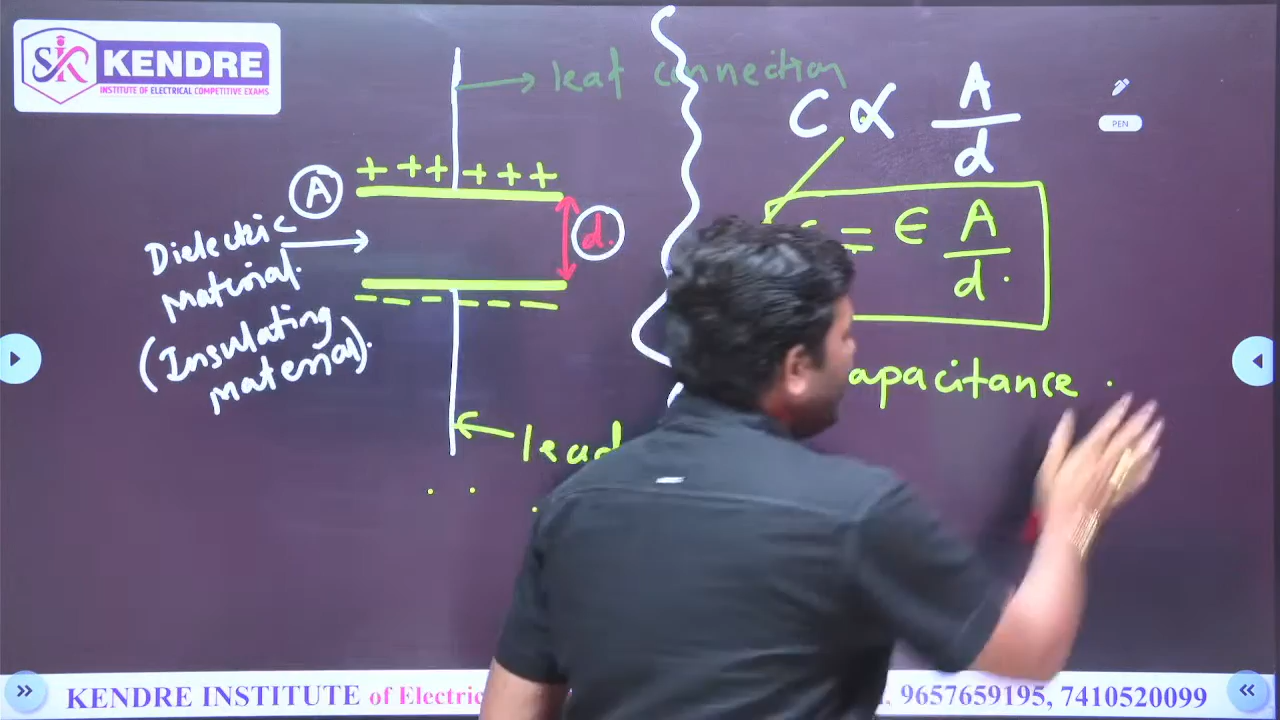 SKR KENDRE
INSTITUTE OF ELECTRICAL COMPETITIVE EXAMS
leaf connection
C ∝ A/d
PEN
+ + + + + +
A
Dielectric
material.
(Insulating
material).
d.
= ∈ A/d.
apacitance.
lead
KENDRE INSTITUTE of Electric
9657659195, 7410520099